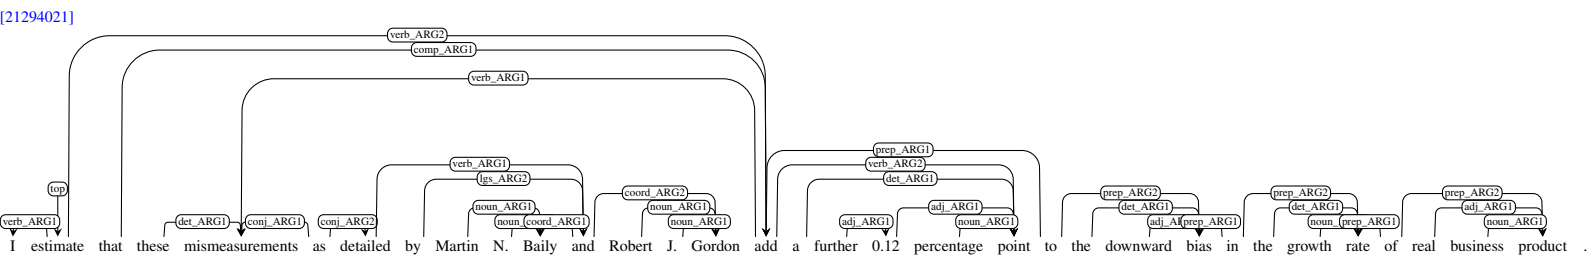 [21294021]
verb_ARG2
comp_ARG1
verb_ARG1
prep_ARG1
verb_ARG1 verb_ARG2
lgs_ARG2 det_ARG1
top coord_ARG2 prep_ARG2 prep_ARG2 prep_ARG2
noun_ARG1 noun_ARG1 adj_ARG1 det_ARG1 det_ARG1 adj_ARG1
verb_ARG1 det_ARG1 conj_ARG1 conj_ARG2 noun_ coord_ARG1 noun_ARG1 adj_ARG1 noun_ARG1 adj_A prep_ARG1 noun_ prep_ARG1 noun_ARG1
I estimate that these mismeasurements as detailed by Martin N. Baily and Robert J. Gordon add a further 0.12 percentage point to the downward bias in the growth rate of real business product .